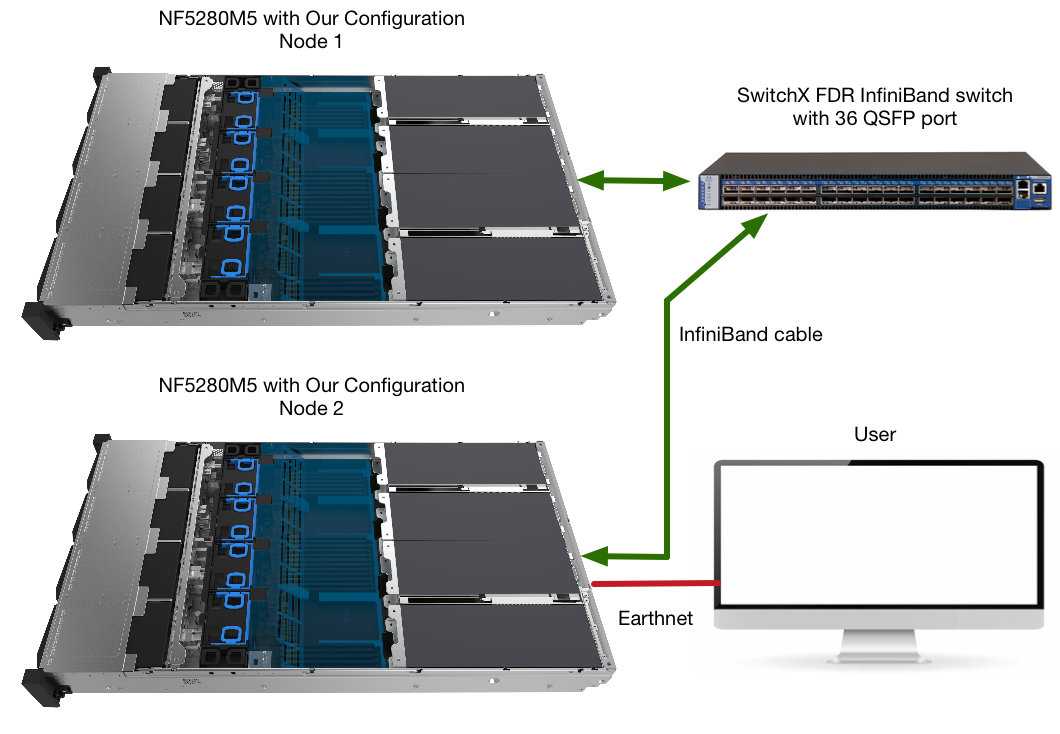 NF5280M5 with Our Configuration
Node 1
SwitchX FDR InfiniBand switch
with 36 QSFP port
InfiniBand cable
NF5280M5 with Our Configuration
Node 2
User
Earthnet